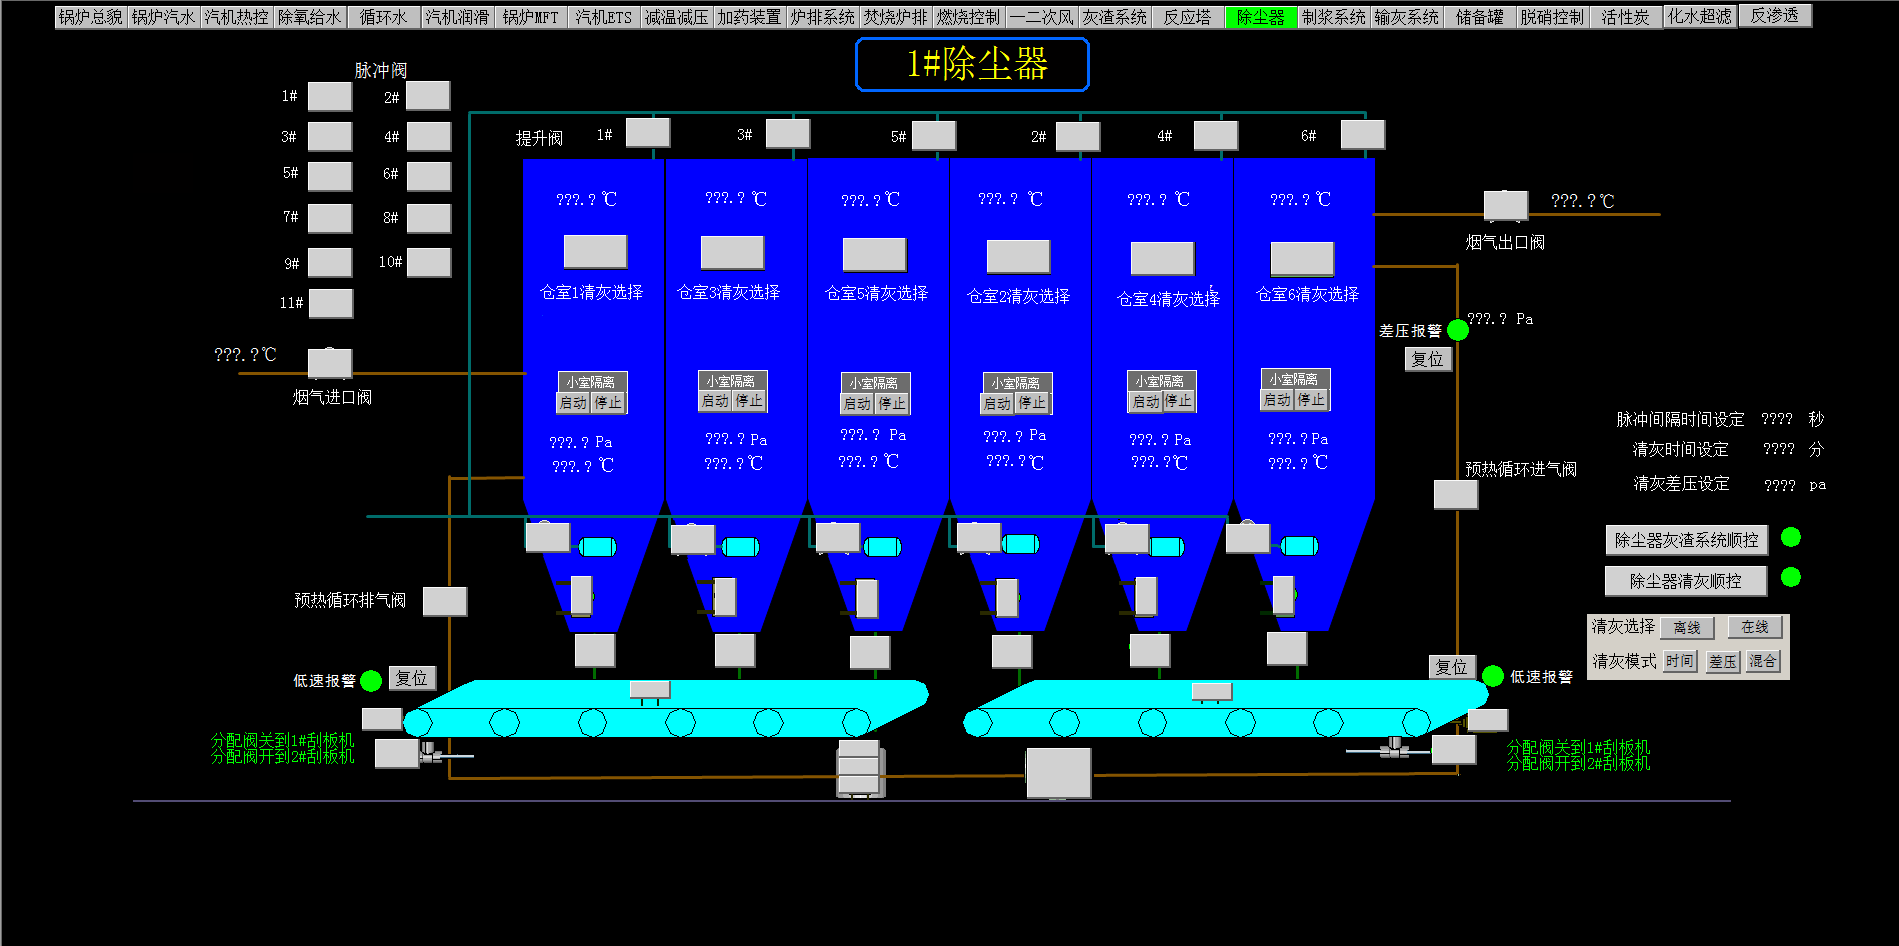 锅炉总貌 锅炉汽水 汽机热控 除氧给水 循环水 汽机润滑 锅炉MFT 汽机ETS 减温减压 加药装置 炉排系统 焚烧炉排 燃烧控制 一二次风 灰渣系统 反应塔 除尘器 制浆系统 输灰系统 储备罐 脱硝控制 活性炭 化水超滤 反渗透
1#除尘器
脉冲阀
1# 2#
3# 4#
5# 6#
7# 8#
9# 10#
11#
提升阀 1# 3# 5# 2# 4# 6#
???.?℃ ???.?℃ ???.?℃ ???.?℃ ???.?℃ ???.?℃
仓室1清灰选择 仓室3清灰选择 仓室5清灰选择 仓室2清灰选择 仓室4清灰选择 仓室6清灰选择
???.?℃
烟气出口阀
???.? Pa
差压报警
复位
???.?℃
烟气进口阀
小室隔离 小室隔离 小室隔离 小室隔离 小室隔离 小室隔离
启动 停止 启动 停止 启动 停止 启动 停止 启动 停止 启动 停止
???.? Pa ???.? Pa ???.? Pa ???.? Pa ???.? Pa ???.? Pa
???.?℃ ???.?℃ ???.?℃ ???.?℃ ???.?℃ ???.?℃
脉冲间隔时间设定 ???? 秒
清灰时间设定 ???? 分
清灰差压设定 ???? pa
预热循环进气阀
除尘器灰渣系统顺控
除尘器清灰顺控
清灰选择 离线 在线
清灰模式 时间 差压 混合
预热循环排气阀
低速报警 复位
复位 低速报警
分配阀关到1#刮板机
分配阀开到2#刮板机
分配阀关到1#刮板机
分配阀开到2#刮板机